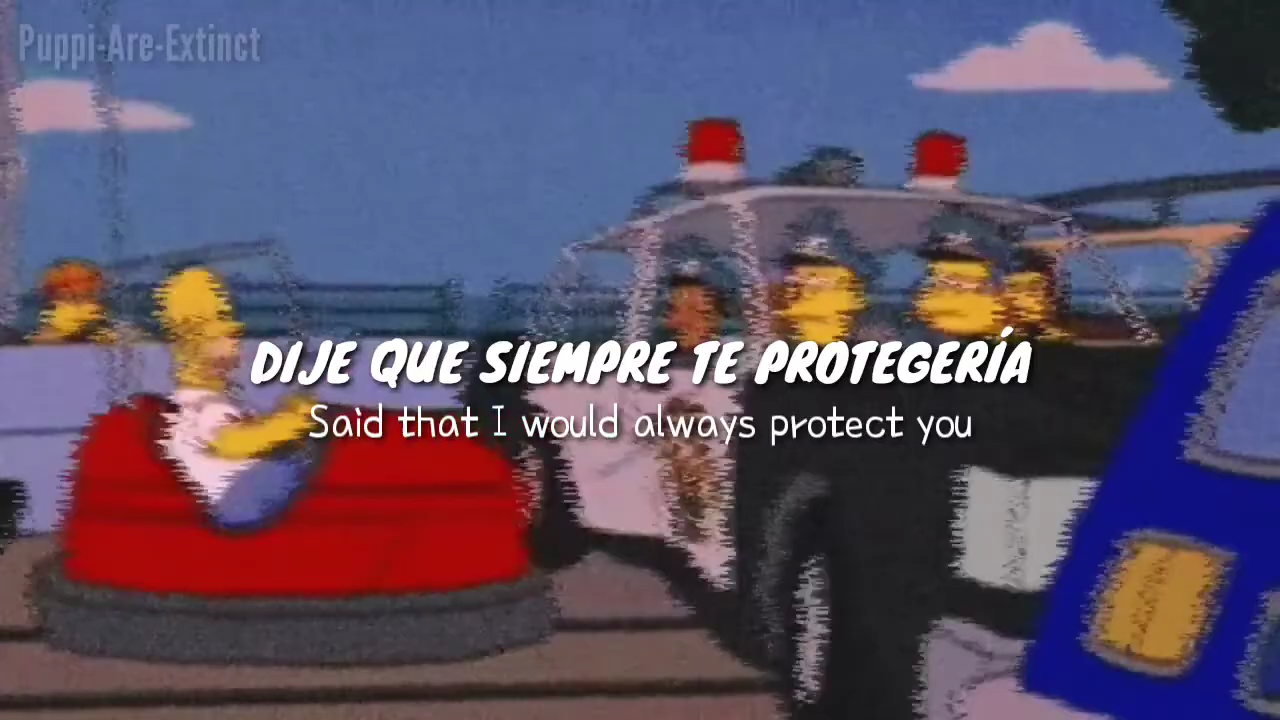 Puppi-Are-Extinct
DIJE QUE SIEMPRE TE PROTEGERÍA
Said that I would always protect you